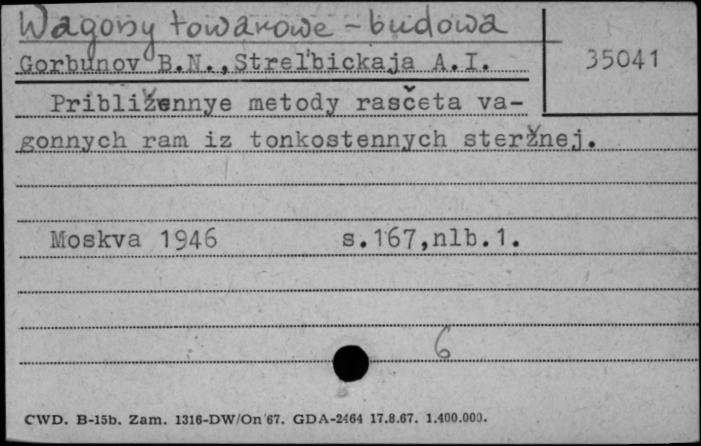 Wagony towarowe - budowa
Gorbunov B.N., Strel'bickaja A.I.
35041
Približennye metody rasčeta va-
gonnych ram iz tonkostennych steržnej.
Moskva 1946 s.167,nlb.1.
6
CWD. B-15b. Zam. 1316-DW/On 67. GDA-2464 17.8.67. 1.400.000.